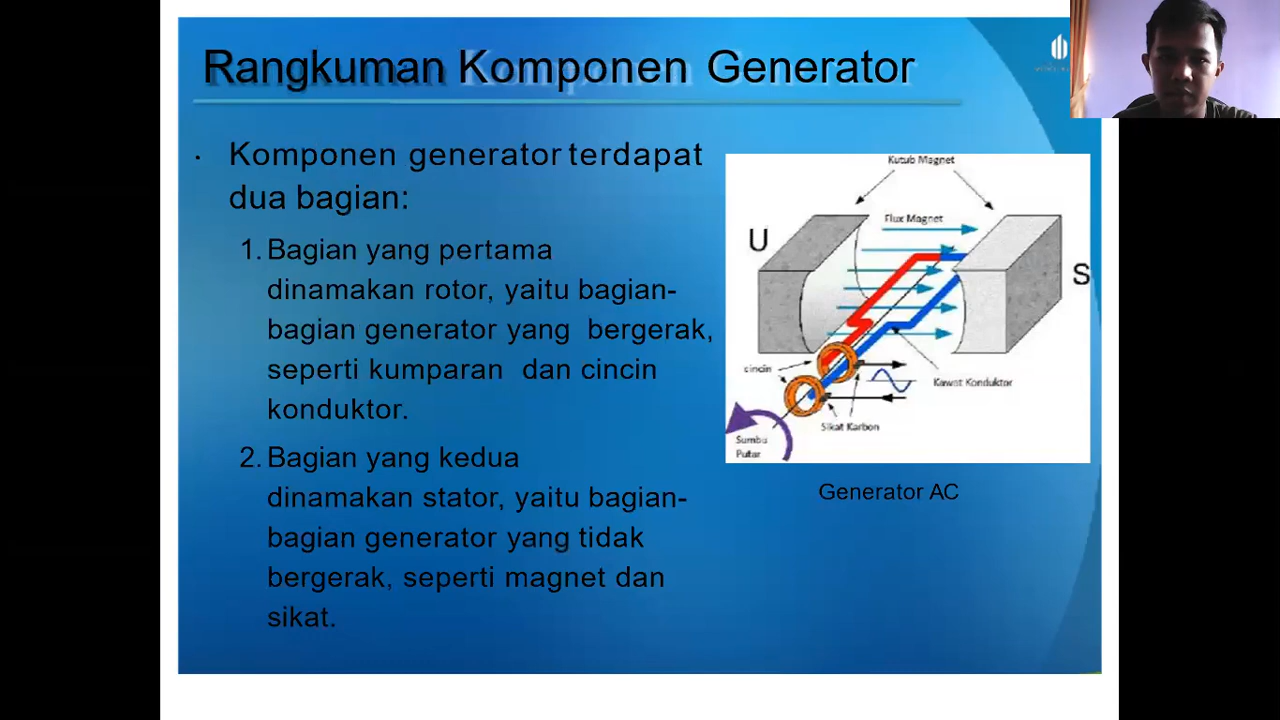 Rangkuman Komponen Generator
• Komponen generator terdapat
dua bagian:
1. Bagian yang pertama
dinamakan rotor, yaitu bagian-
bagian generator yang bergerak,
seperti kumparan dan cincin
konduktor.
2. Bagian yang kedua
dinamakan stator, yaitu bagian-
bagian generator yang tidak
bergerak, seperti magnet dan
sikat.
Kutub Magnet
Flux Magnet
U
S
cincin
Kawat Konduktor
Sikat Karbon
Sumbu
Putar
Generator AC